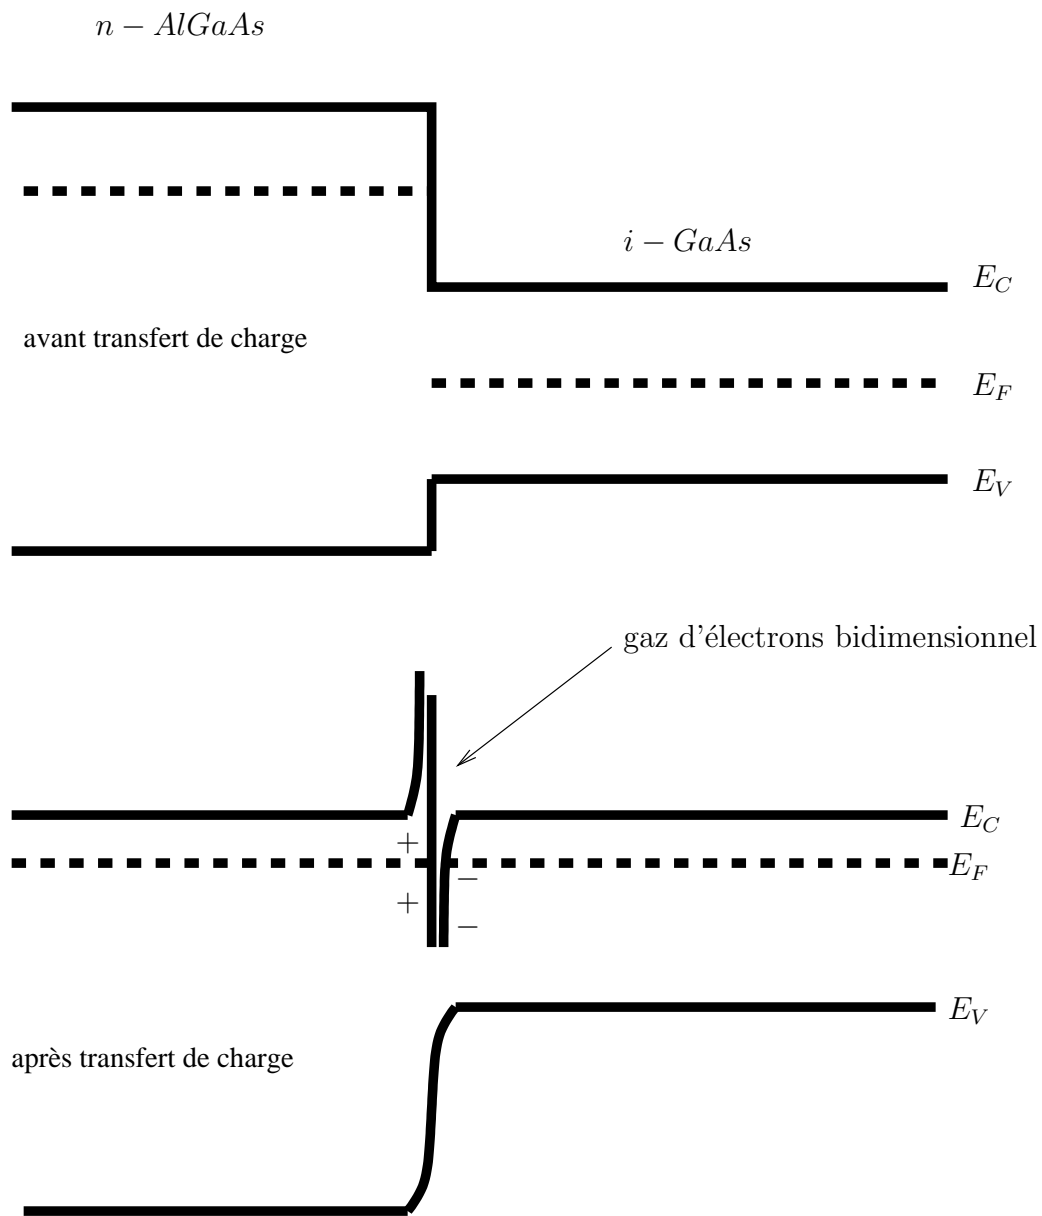 n − AlGaAs
i − GaAs
E_C
avant transfert de charge
E_F
E_V
gaz d'électrons bidimensionnel
E_C
+
E_F
−
+
−
E_V
après transfert de charge